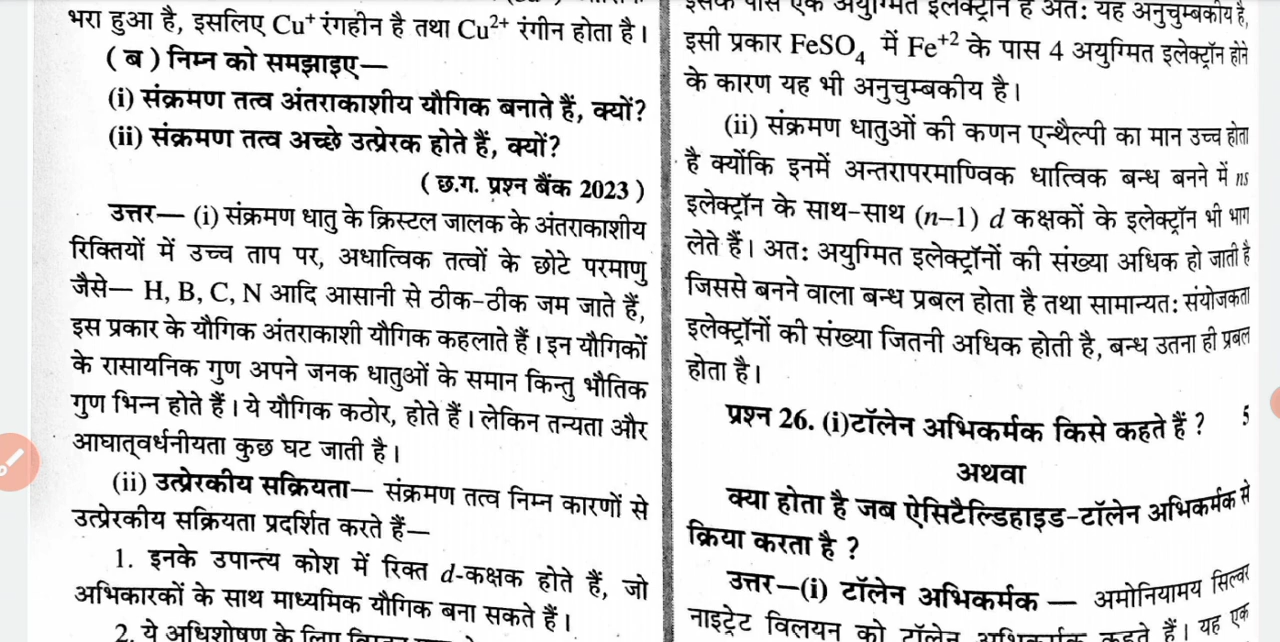 भरा हुआ है, इसलिए Cu⁺ रंगहीन है तथा Cu²⁺ रंगीन होता है।
( ब ) निम्न को समझाइए—
(i) संक्रमण तत्व अंतराकाशीय यौगिक बनाते हैं, क्यों?
(ii) संक्रमण तत्व अच्छे उत्प्रेरक होते हैं, क्यों?
( छ.ग. प्रश्न बैंक 2023 )
उत्तर— (i) संक्रमण धातु के क्रिस्टल जालक के अंतराकाशीय
रिक्तियों में उच्च ताप पर, अधात्विक तत्वों के छोटे परमाणु
जैसे— H, B, C, N आदि आसानी से ठीक-ठीक जम जाते हैं,
इस प्रकार के यौगिक अंतराकाशी यौगिक कहलाते हैं। इन यौगिकों
के रासायनिक गुण अपने जनक धातुओं के समान किन्तु भौतिक
गुण भिन्न होते हैं। ये यौगिक कठोर, होते हैं। लेकिन तन्यता और
आघात्वर्धनीयता कुछ घट जाती है।
(ii) उत्प्रेरकीय सक्रियता— संक्रमण तत्व निम्न कारणों से
उत्प्रेरकीय सक्रियता प्रदर्शित करते हैं—
1. इनके उपान्त्य कोश में रिक्त d-कक्षक होते हैं, जो
अभिकारकों के साथ माध्यमिक यौगिक बना सकते हैं।
2. ये अधिशोषण के लिए
इसके पास एक अयुग्मित इलेक्ट्रॉन है अत: यह अनुचुम्बकीय है,
इसी प्रकार FeSO₄ में Fe⁺² के पास 4 अयुग्मित इलेक्ट्रॉन होने
के कारण यह भी अनुचुम्बकीय है।
(ii) संक्रमण धातुओं की कणन एन्थैल्पी का मान उच्च होता
है क्योंकि इनमें अन्तरापरमाण्विक धात्विक बन्ध बनने में ns
इलेक्ट्रॉन के साथ-साथ (n–1) d कक्षकों के इलेक्ट्रॉन भी भाग
लेते हैं। अत: अयुग्मित इलेक्ट्रॉनों की संख्या अधिक हो जाती है
जिससे बनने वाला बन्ध प्रबल होता है तथा सामान्यत: संयोजकता
इलेक्ट्रॉनों की संख्या जितनी अधिक होती है, बन्ध उतना ही प्रबल
होता है।
प्रश्न 26. (i)टॉलेन अभिकर्मक किसे कहते हैं ? 5
अथवा
क्या होता है जब ऐसिटैल्डिहाइड-टॉलेन अभिकर्मक से
क्रिया करता है ?
उत्तर—(i) टॉलेन अभिकर्मक — अमोनियामय सिल्वर
नाइट्रेट विलयन को टॉलेन अभिकर्मक कहते हैं। यह एक